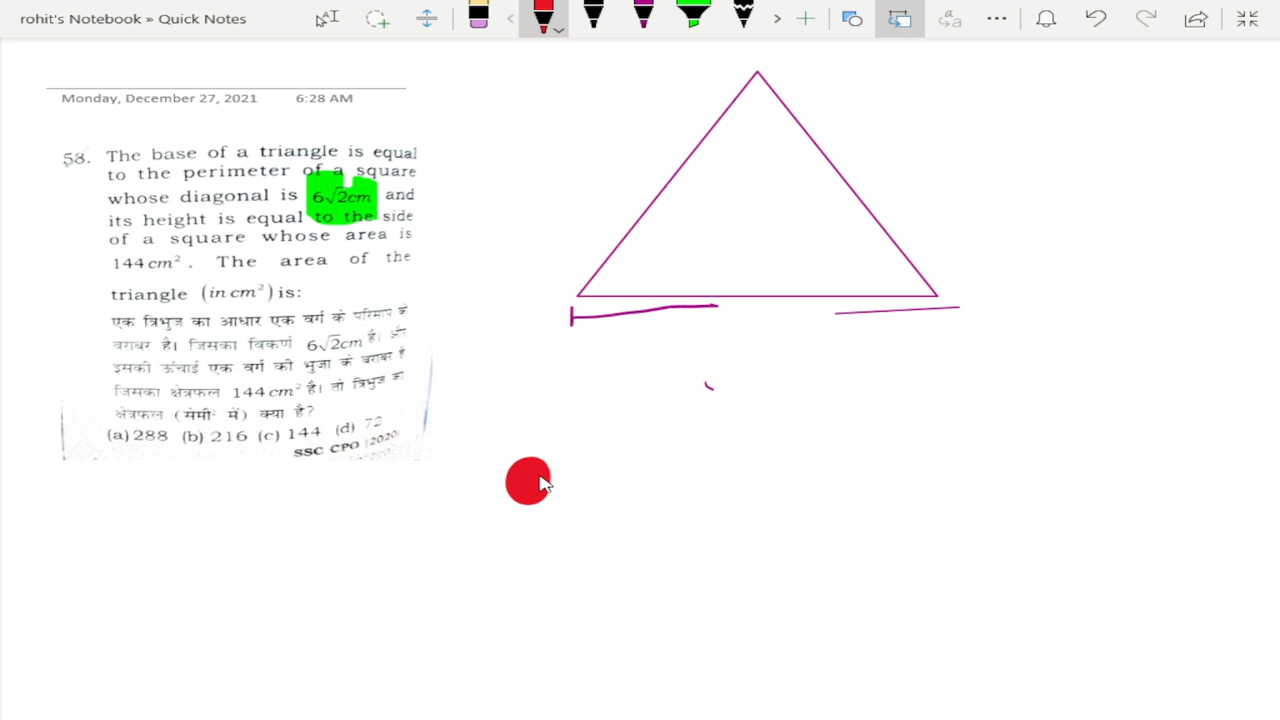 rohit's Notebook » Quick Notes
Monday, December 27, 2021 6:28 AM
58. The base of a triangle is equal
to the perimeter of a square
whose diagonal is 6√2cm and
its height is equal to the side
of a square whose area is
144 cm². The area of the
triangle (in cm²) is:
एक त्रिभुज का आधार एक वर्ग के परिमाप के
बराबर है। जिसका विकर्ण 6√2cm है। और
इसकी ऊंचाई एक वर्ग की भुजा के बराबर है
जिसका क्षेत्रफल 144 cm² है। तो त्रिभुज का
क्षेत्रफल (सेमी² में) क्या है?
(a) 288 (b) 216 (c) 144 (d) 72
SSC CPO (2020